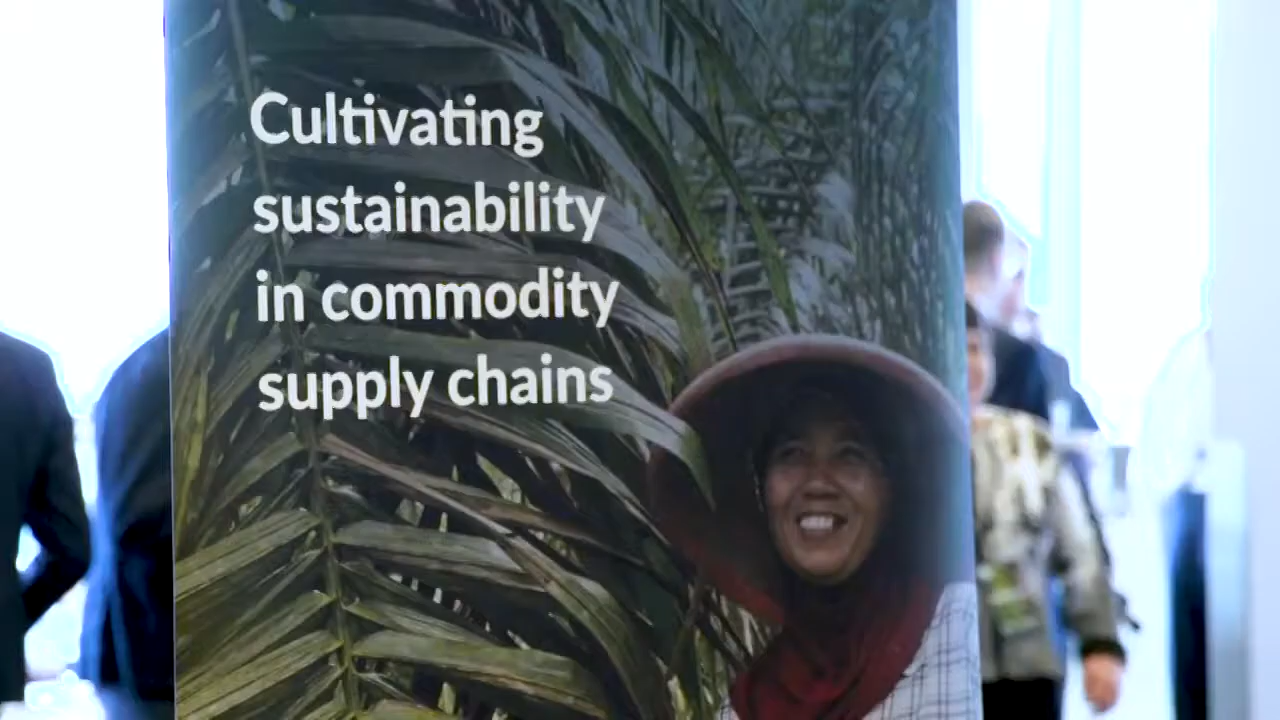 Cultivating
sustainability
in commodity
supply chains